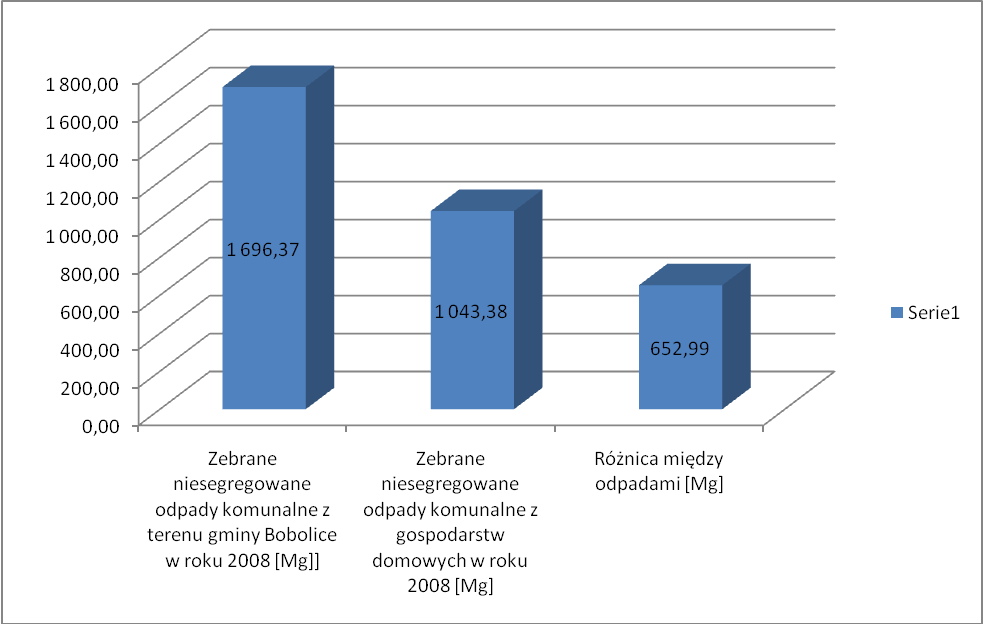 1 800,00
1 600,00
1 400,00
1 200,00
1 000,00
800,00
600,00
400,00
200,00
0,00
1 696,37
1 043,38
652,99
Zebrane
niesegregowane
odpady komunalne z
terenu gminy Bobolice
w roku 2008 [Mg]]
Zebrane
niesegregowane
odpady komunalne z
gospodarstw
domowych w roku
2008 [Mg]
Różnica między
odpadami [Mg]
Serie1